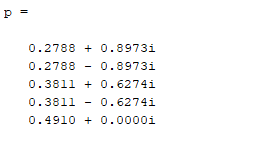 p =
0.2788 + 0.8973i
0.2788 - 0.8973i
0.3811 + 0.6274i
0.3811 - 0.6274i
0.4910 + 0.0000i